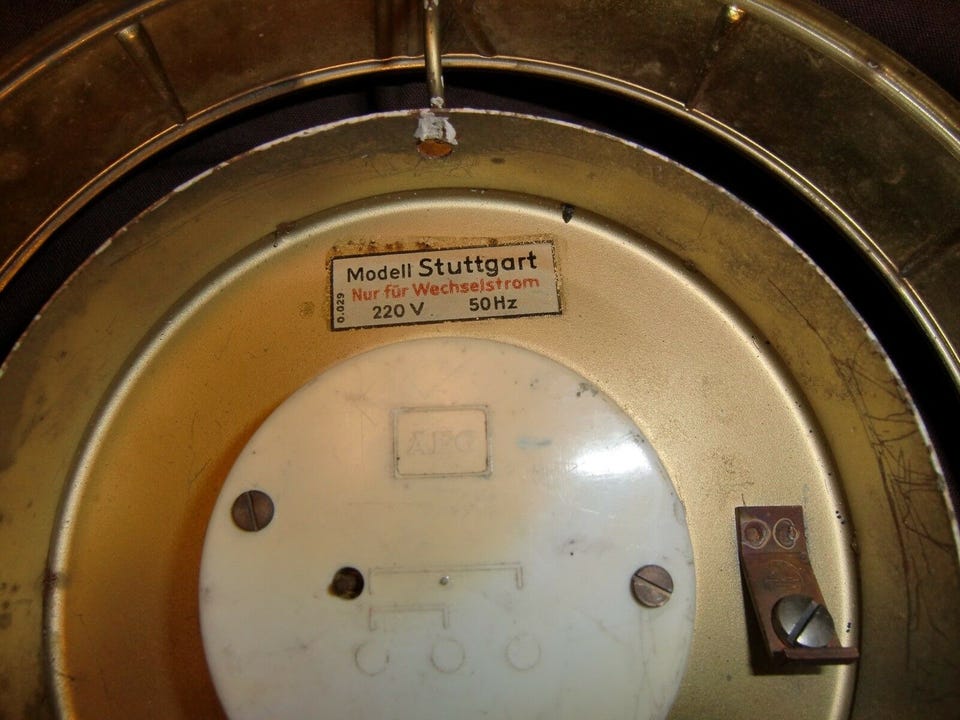 Modell Stuttgart
Nur für Wechselstrom
0.029
220 V 50Hz
AEG